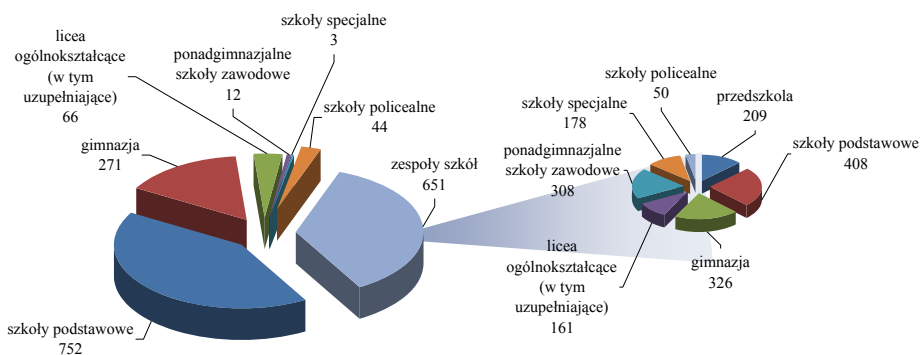 szkoły specjalne
3
licea
ogólnokształcące
(w tym
uzupełniające)
66
ponadgimnazjalne
szkoły zawodowe
12
szkoły policealne
44
gimnazja
271
zespoły szkół
651
szkoły podstawowe
752
szkoły policealne
50
przedszkola
209
szkoły specjalne
178
szkoły podstawowe
408
ponadgimnazjalne
szkoły zawodowe
308
licea
ogólnokształcące
(w tym
uzupełniające)
161
gimnazja
326